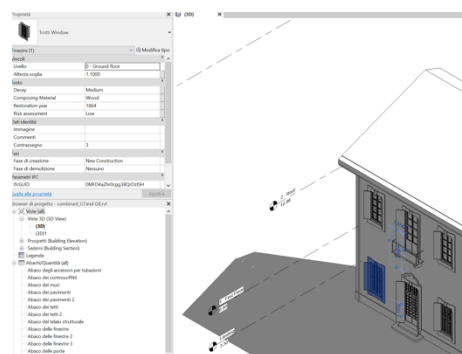 Proprietà
Trotti Window
Finestre (1)
Modifica tipo
Vincoli
Livello
0 - Ground floor
Altezza soglia
1.1000
Testo
Decay
Medium
Composing Material
Wood
Restoration year
1864
Risk assessment
Low
Dati identità
Immagine
Commenti
Contrassegno
3
Fasi
Fase di creazione
New Construction
Fase di demolizione
Nessuno
Parametri IFC
IfcGUID
Guida alle proprietà
Applica
Browser di progetto - combined_GTand GE.rvt
Viste (all)
Viste 3D (3D View)
(3D)
(3D)1
Prospetti (Building Elevation)
Sezioni (Building Section)
Legende
Abachi/Quantità (all)
Abaco degli accessori per tubazioni
Abaco dei controsoffitti
Abaco dei muri
Abaco dei pavimenti
Abaco dei pavimenti 2
Abaco dei tetti
Abaco dei tetti 2
Abaco del telaio strutturale
Abaco delle finestre
Abaco delle finestre 2
Abaco delle finestre 3
Abaco delle porte
(3D)